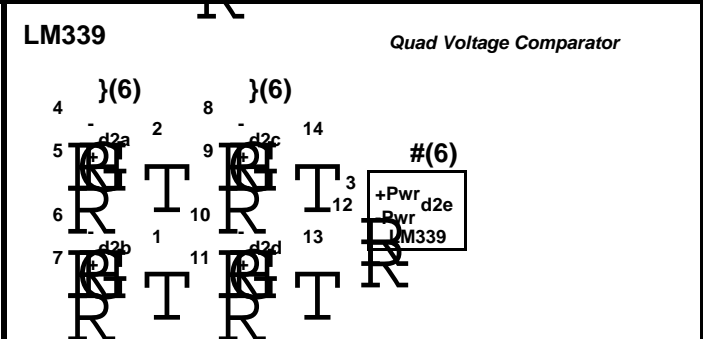 R
LM339
Quad Voltage Comparator
}(6) }(6)
4 - 2 8 - 14
d2a d2c
5 + 9 + #(6)
R T R T 3 +Pwr d2e
6 R 10 R 12 -Pwr
R LM339
7 - 1 11 - 13 R
d2b d2d
+ +
R T R T
R R